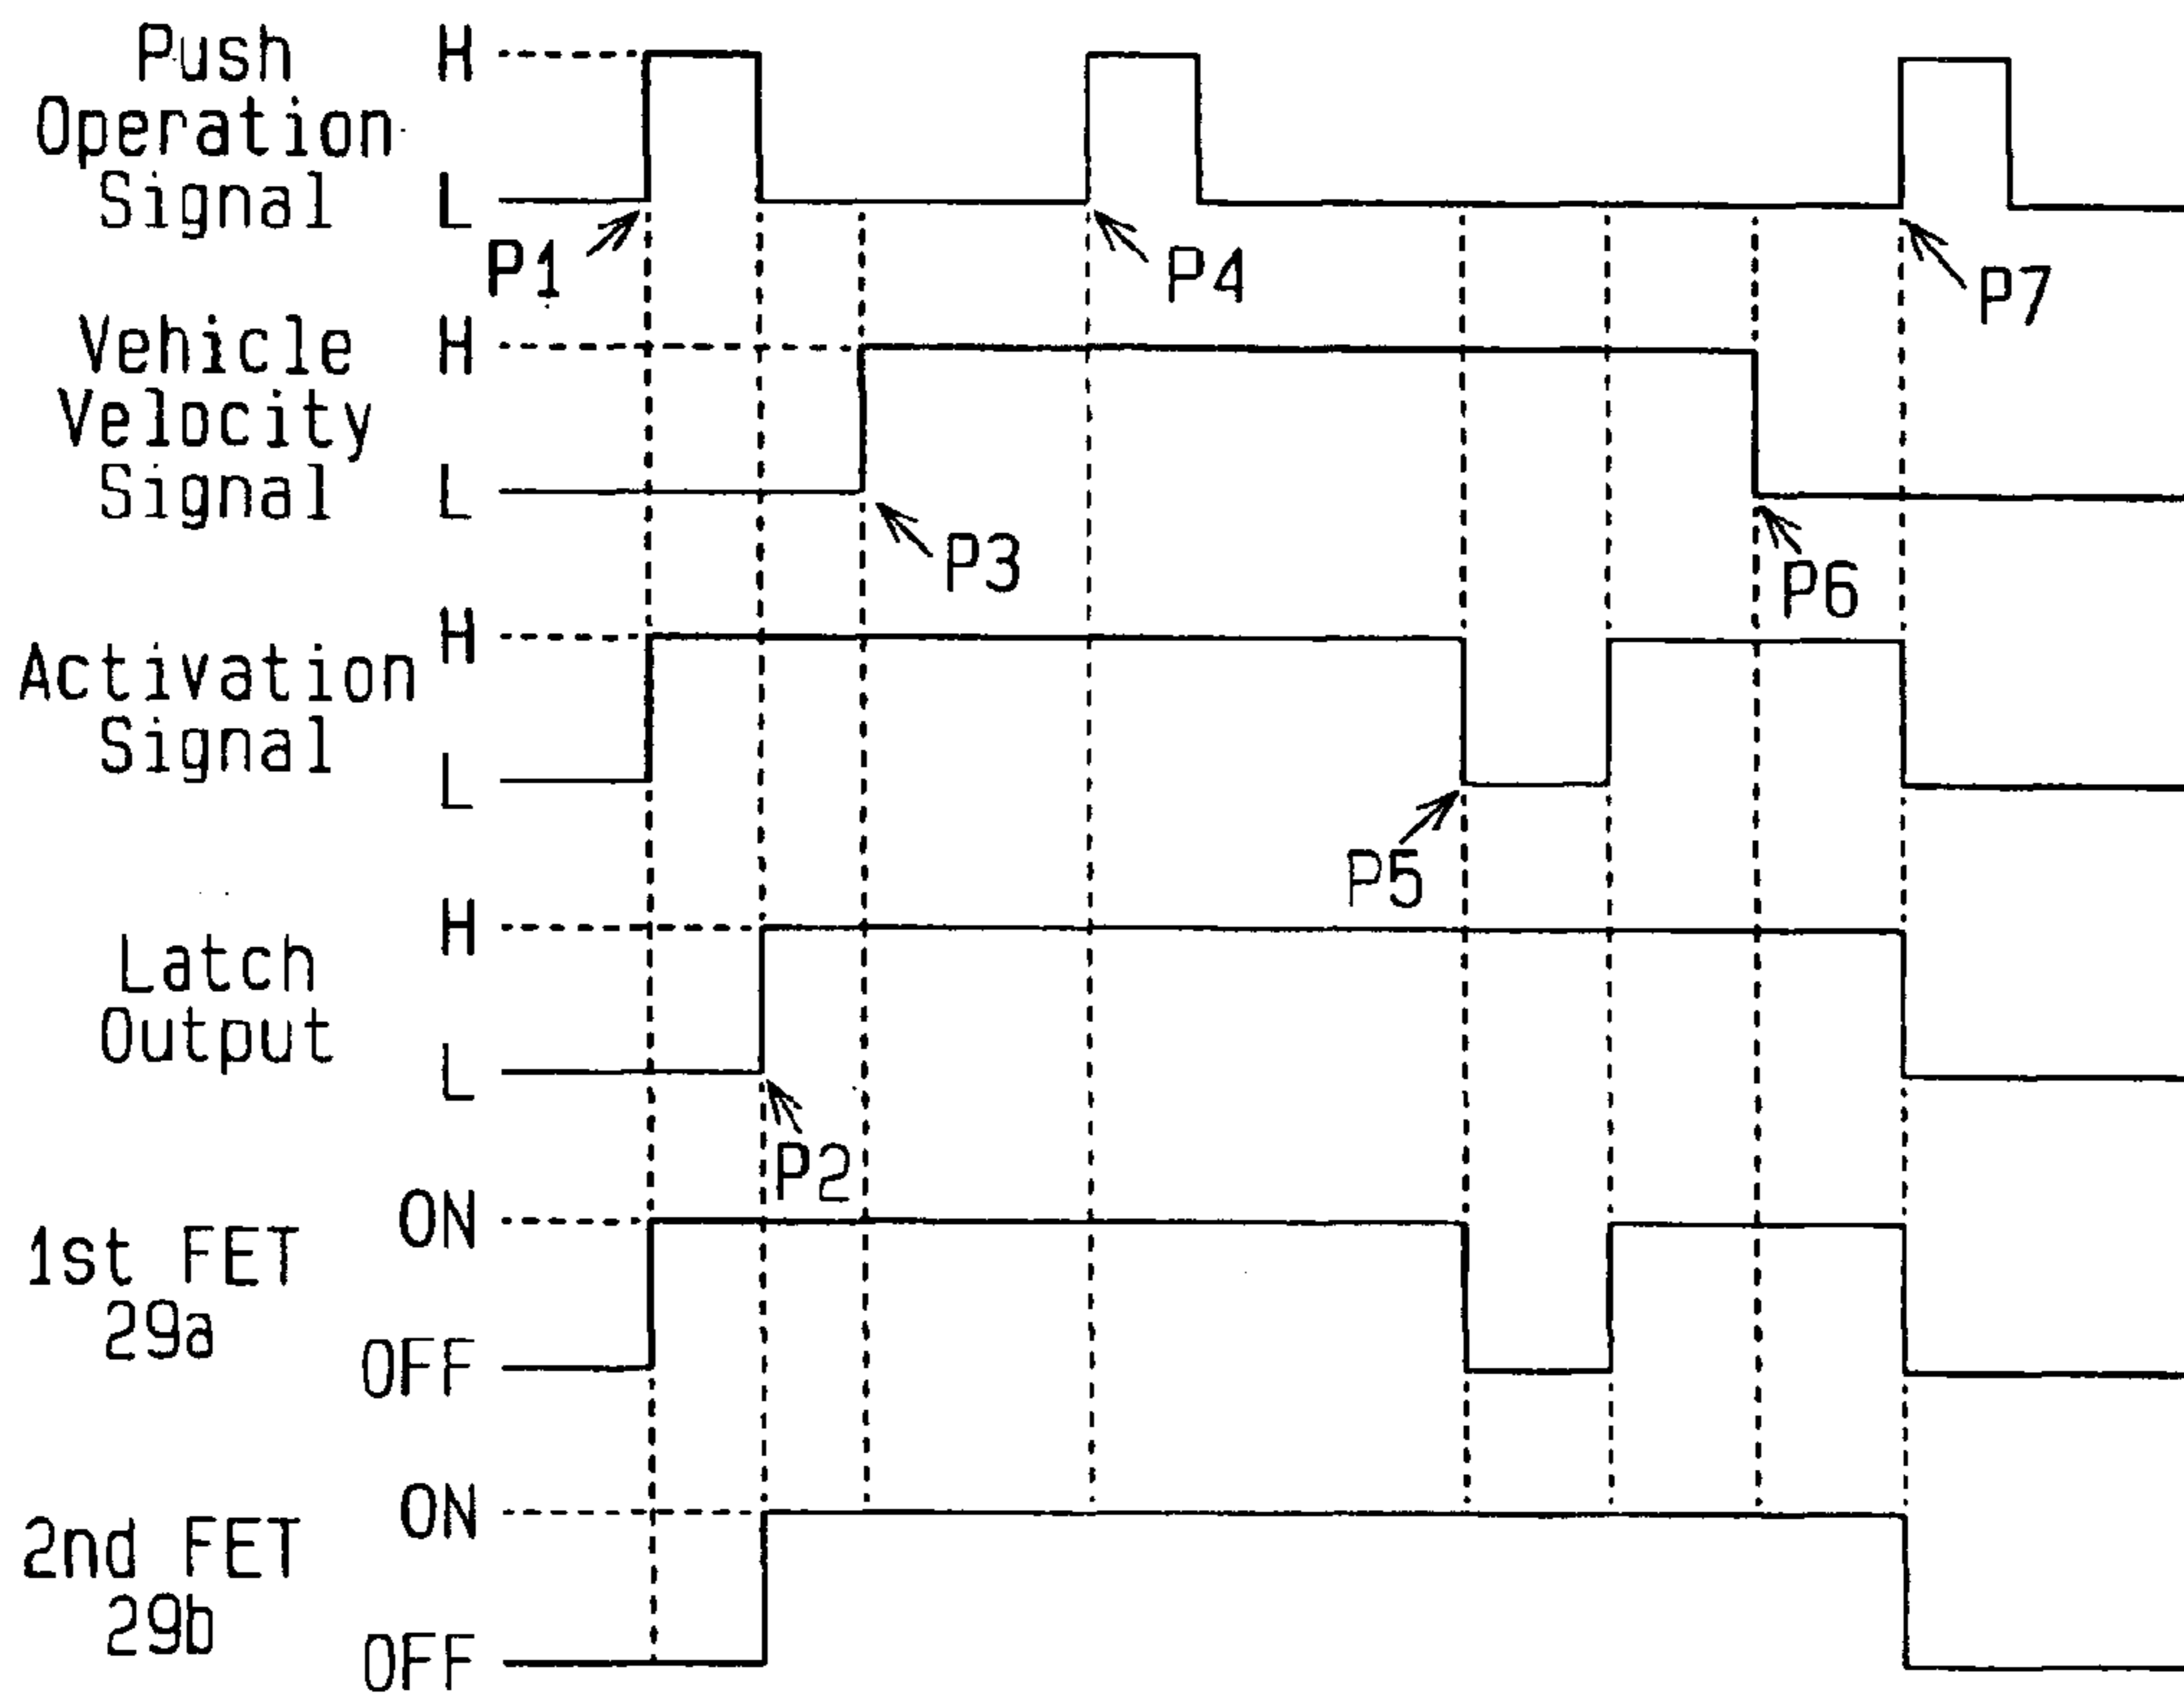 Push
Operation
Signal
H
L
P1
P4
P7
Vehicle
Velocity
Signal
H
L
P3
P6
Activation
Signal
H
L
P5
Latch
Output
H
L
P2
1st FET
29a
ON
OFF
2nd FET
29b
ON
OFF